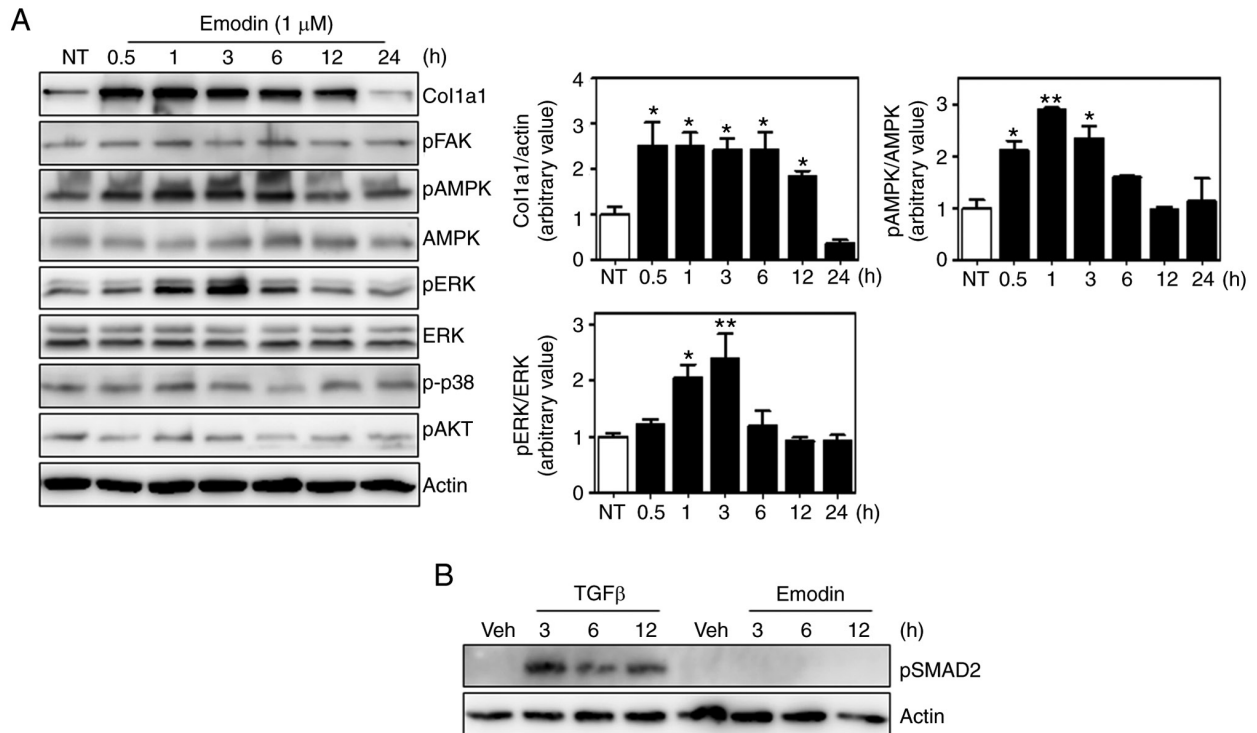 A
Emodin (1 μM)
NT 0.5 1 3 6 12 24 (h)
Col1a1
pFAK
pAMPK
AMPK
pERK
ERK
p-p38
pAKT
Actin
Col1a1/actin
(arbitrary value)
4
3
2
1
0
* * * * *
NT 0.5 1 3 6 12 24 (h)
pAMPK/AMPK
(arbitrary value)
3
2
1
0
* ** *
NT 0.5 1 3 6 12 24 (h)
pERK/ERK
(arbitrary value)
3
2
1
0
* **
NT 0.5 1 3 6 12 24 (h)
B
TGFβ Emodin
Veh 3 6 12 Veh 3 6 12 (h)
pSMAD2
Actin